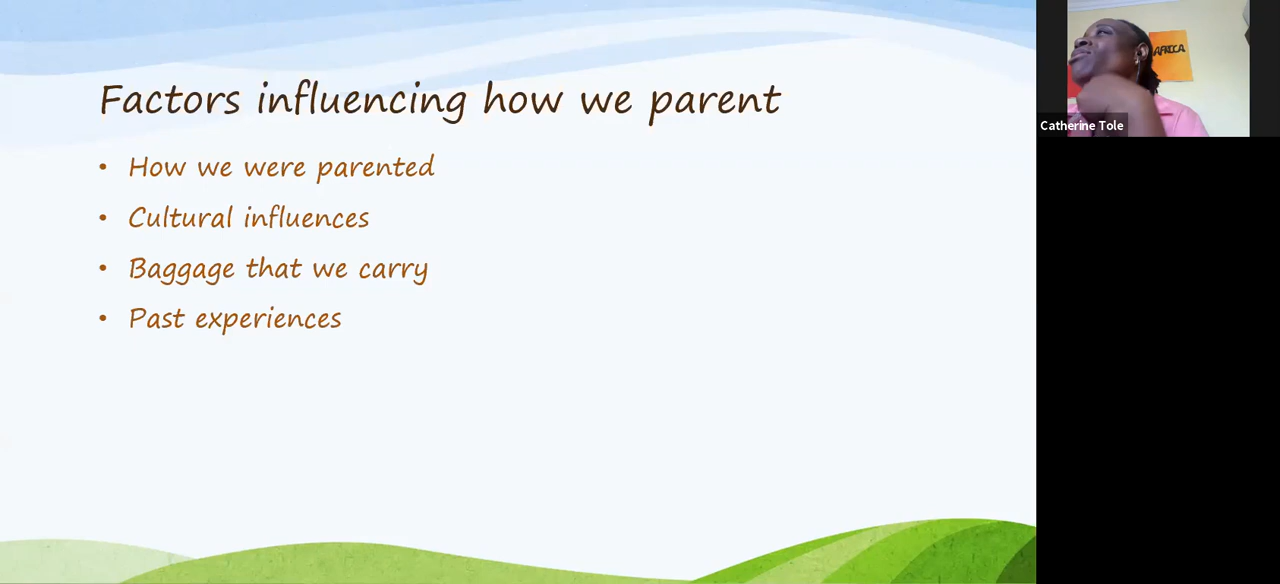 Factors influencing how we parent
• How we were parented
• Cultural influences
• Baggage that we carry
• Past experiences
AFRICA
Catherine Tole